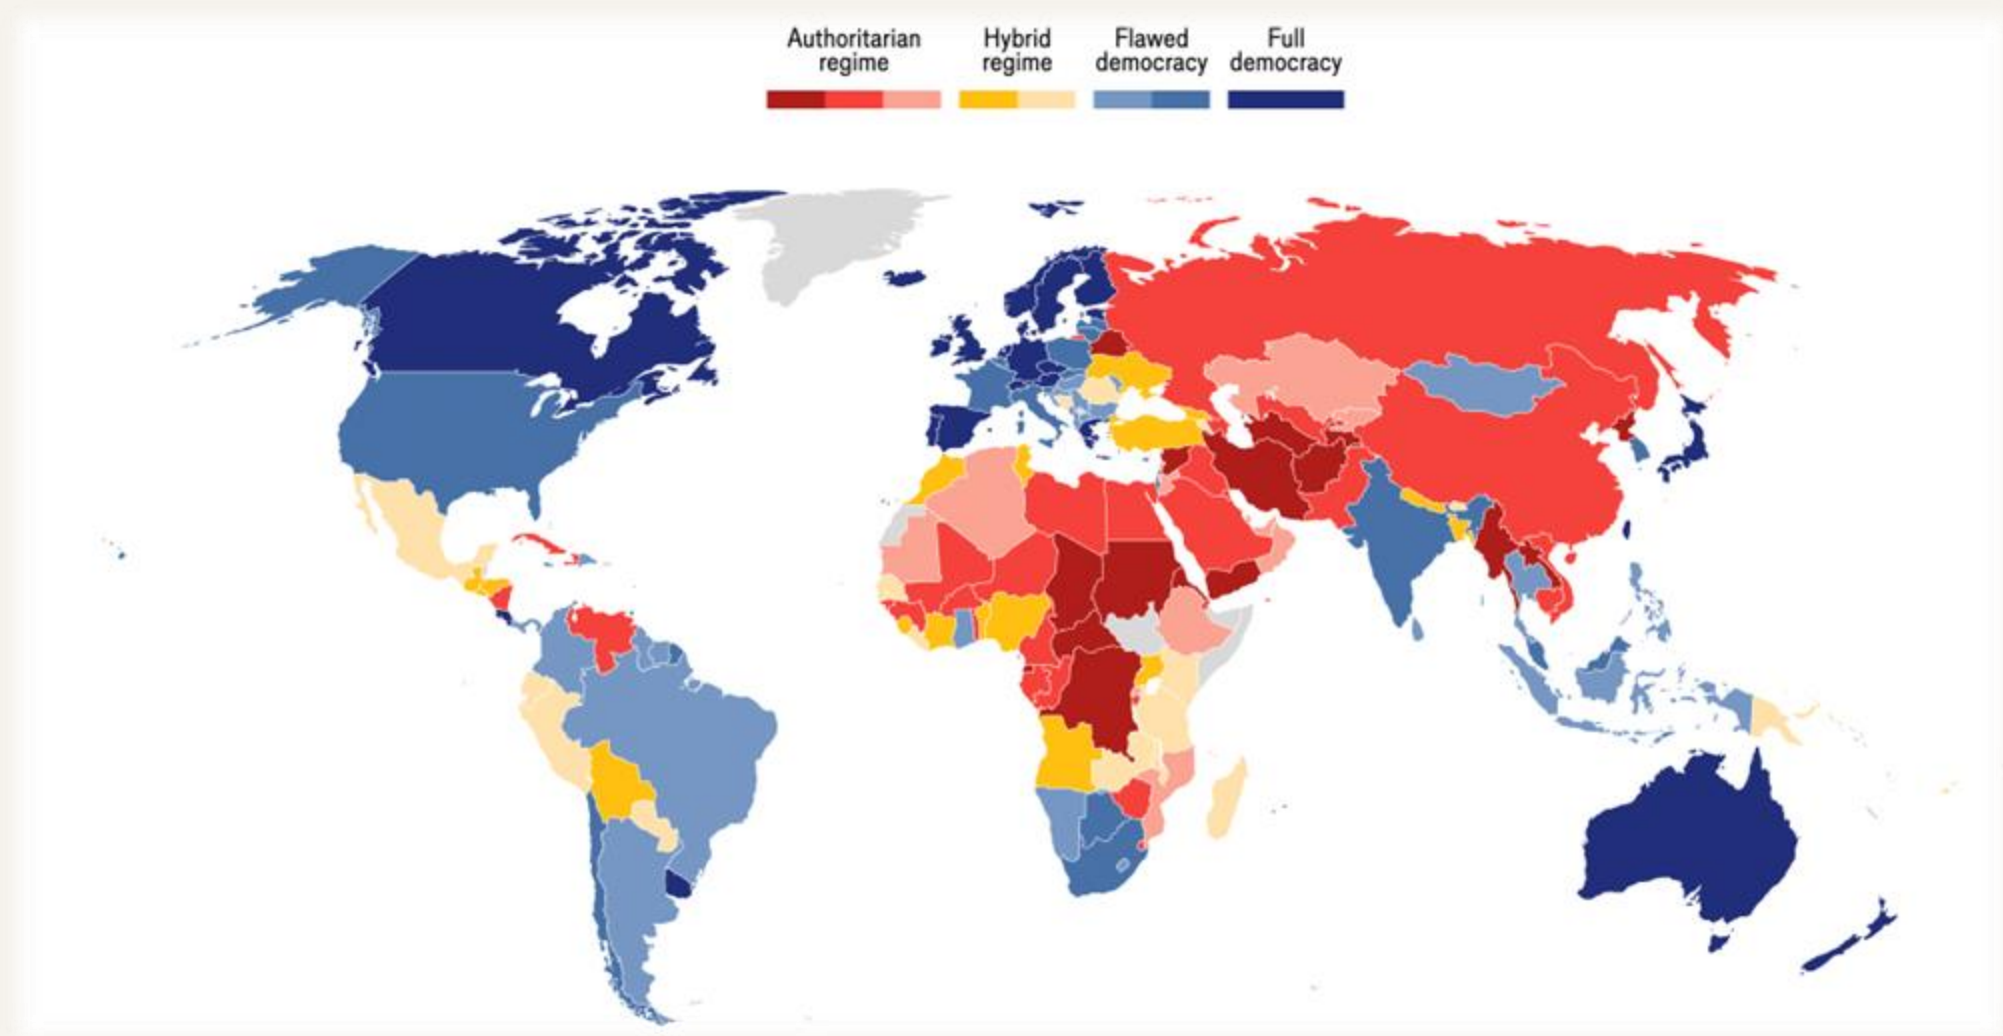 Authoritarian
regime
Hybrid
regime
Flawed
democracy
Full
democracy